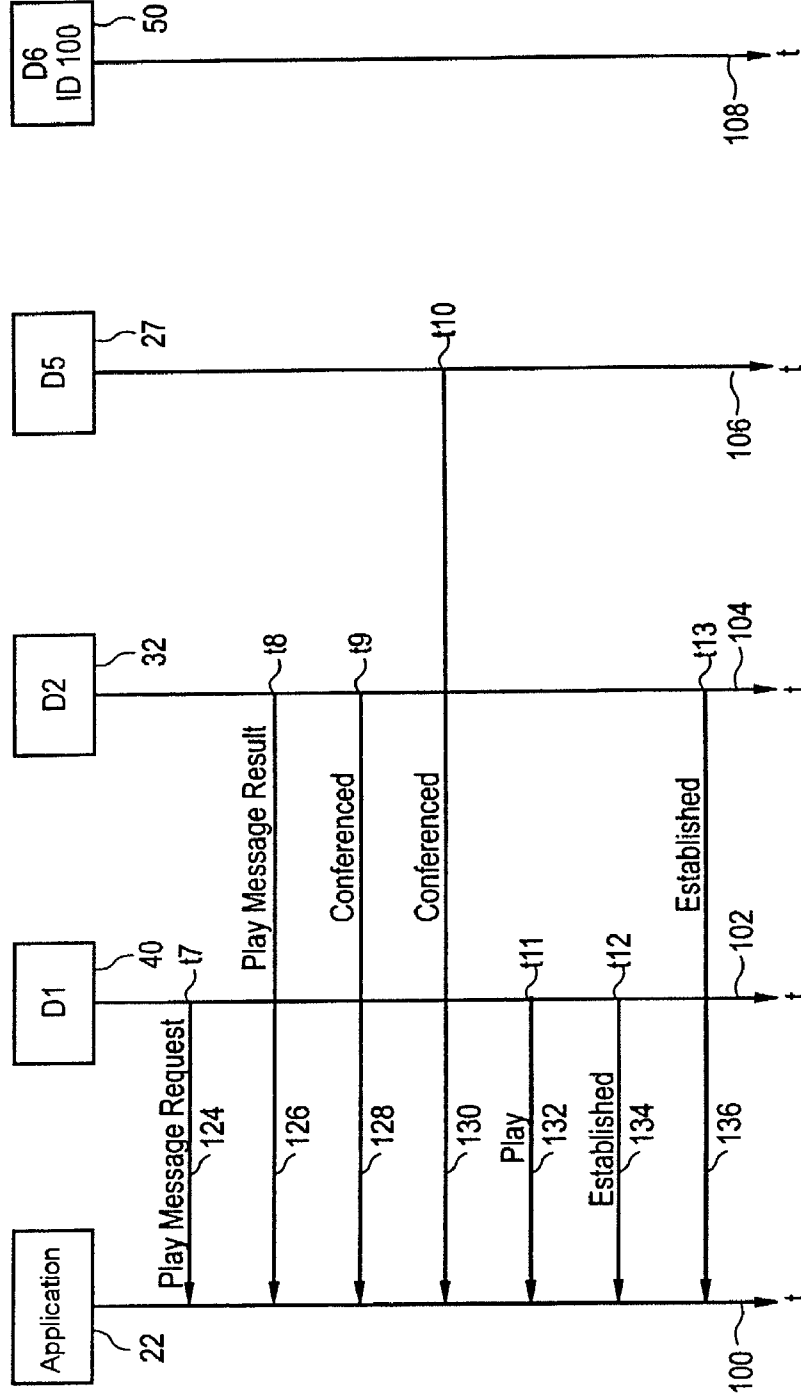 Application
22
D1
40
D2
32
D5
27
D6
ID 100
50
Play Message Request
t7
124
Play Message Result
t8
126
Conferenced
t9
128
Conferenced
t10
130
Play
t11
132
Established
t12
134
Established
t13
136
100
t
102
t
104
t
106
t
108
t